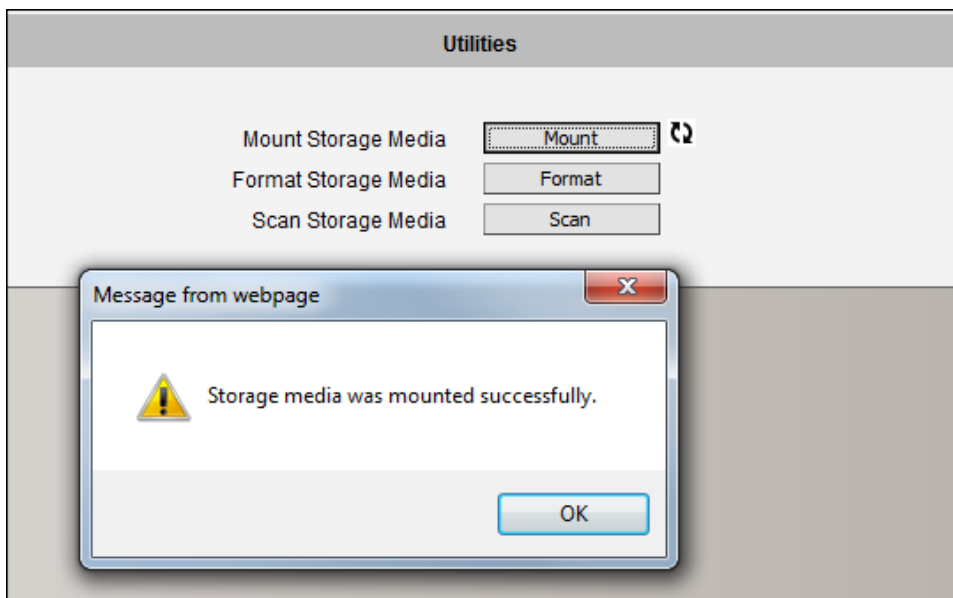 Utilities
Mount Storage Media Mount
Format Storage Media Format
Scan Storage Media Scan
Message from webpage
Storage media was mounted successfully.
OK